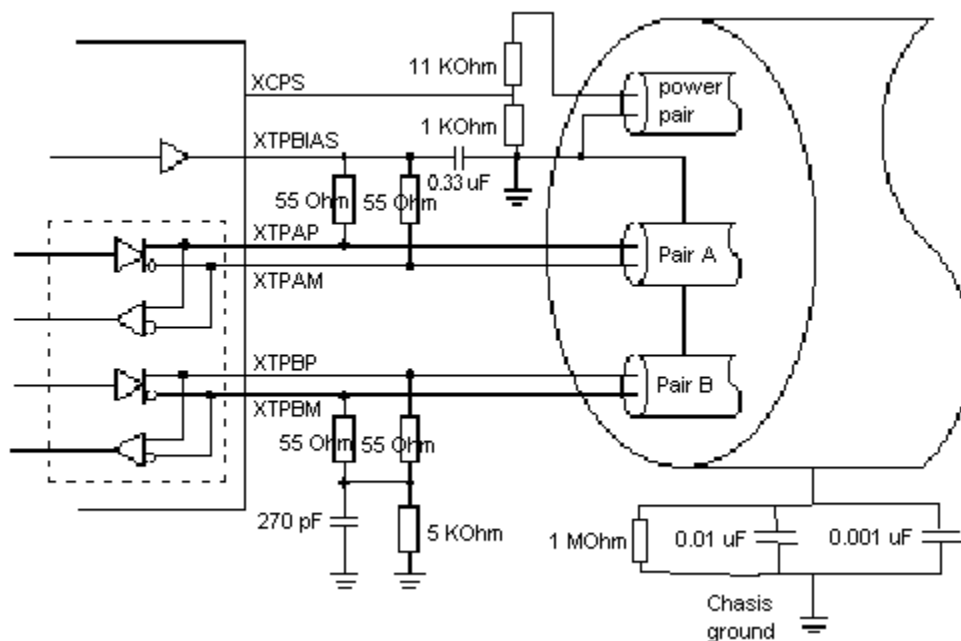 11 KOhm
XCPS
power
pair
1 KOhm
XTPBIAS
0.33 uF
55 Ohm
55 Ohm
XTPAP
Pair A
XTPAM
XTPBP
Pair B
XTPBM
55 Ohm
55 Ohm
270 pF
5 KOhm
1 MOhm
0.01 uF
0.001 uF
Chasis
ground